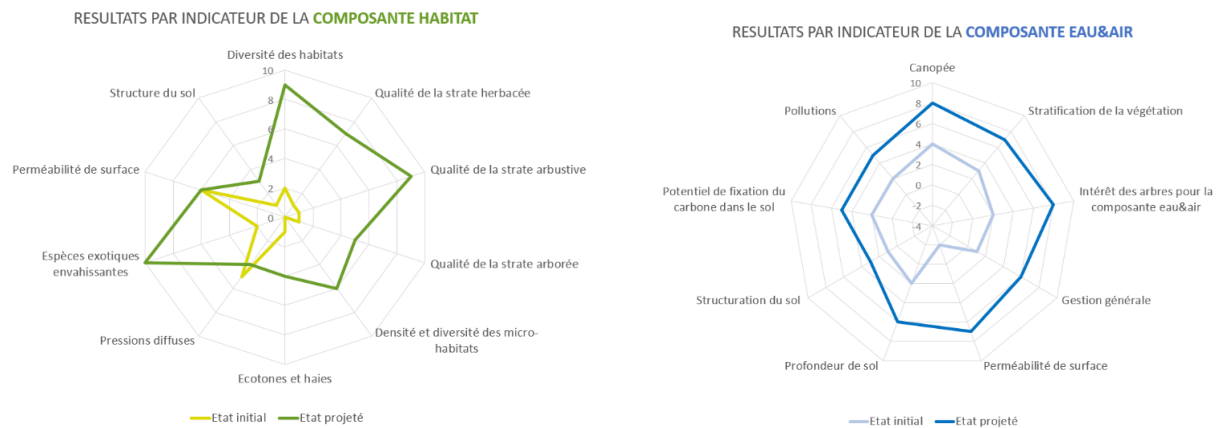 RESULTATS PAR INDICATEUR DE LA COMPOSANTE HABITAT
Diversité des habitats
10
Structure du sol
Qualité de la strate herbacée
8
6
Perméabilité de surface
Qualité de la strate arbustive
4
2
0
Espèces exotiques
envahissantes
Qualité de la strate arborée
Pressions diffuses
Densité et diversité des micro-
habitats
Ecotones et haies
Etat initial
Etat projeté
RESULTATS PAR INDICATEUR DE LA COMPOSANTE EAU&AIR
Canopée
10
Pollutions
Stratification de la végétation
8
6
4
Potentiel de fixation du
carbone dans le sol
Intérêt des arbres pour la
composante eau&air
2
0
-2
-4
Structuration du sol
Gestion générale
Profondeur de sol
Perméabilité de surface
Etat initial
Etat projeté